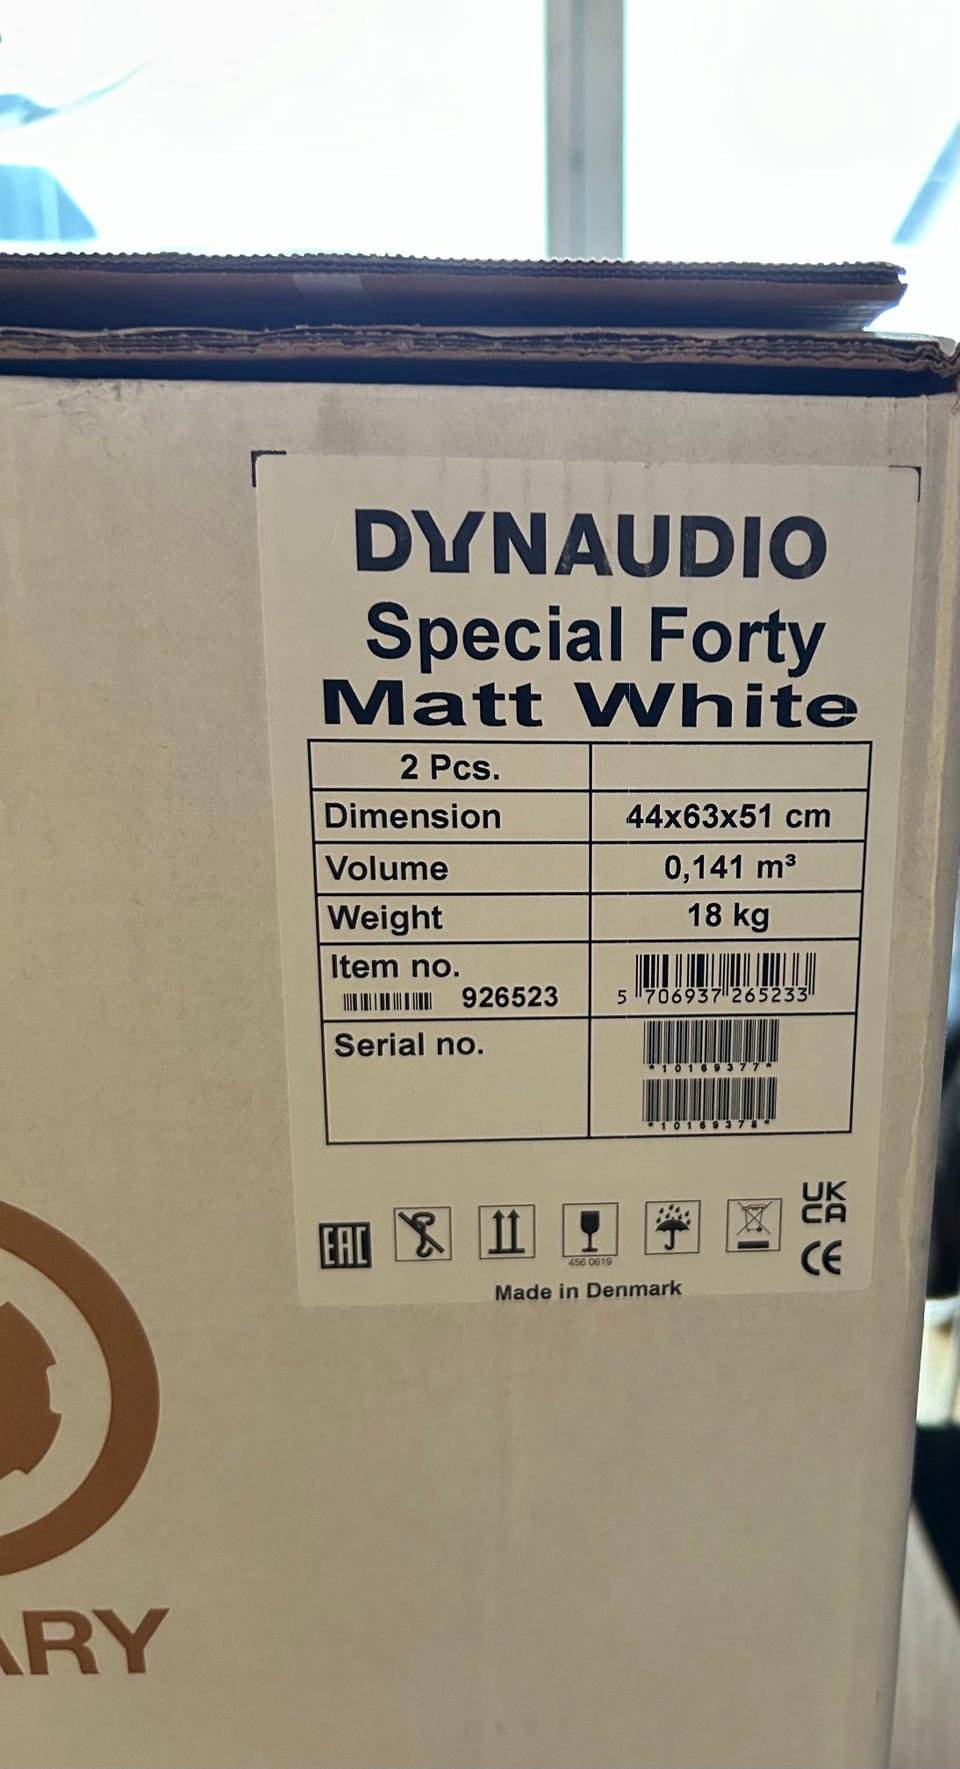 DYNAUDIO
Special Forty
Matt White
2 Pcs.
Dimension 44x63x51 cm
Volume 0,141 m³
Weight 18 kg
Item no.
926523 5 706937 265233
Serial no.
*10169377*
*10169378*
EAC
UK
CA
CE
456 0619
Made in Denmark
ARY